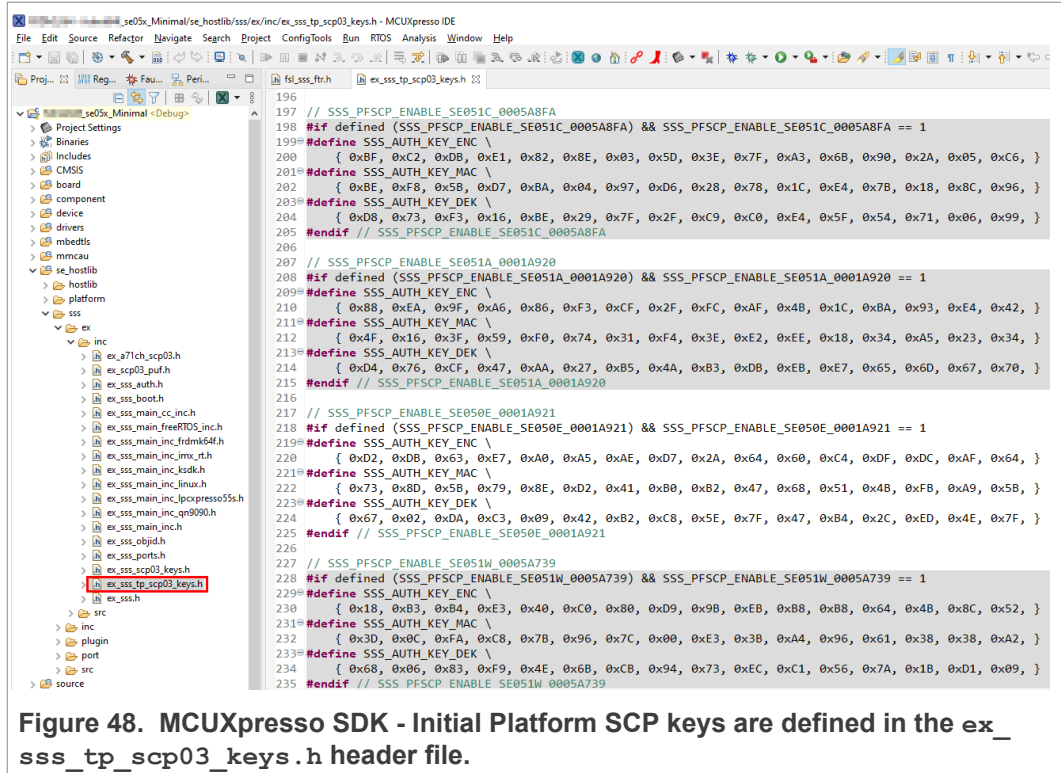 _se05x_Minimal/se_hostlib/sss/ex/inc/ex_sss_tp_scp03_keys.h - MCUXpresso IDE
File Edit Source Refactor Navigate Search Project ConfigTools Run RTOS Analysis Window Help
Proj... Reg... Fau... Peri...
_se05x_Minimal <Debug>
Project Settings
Binaries
Includes
CMSIS
board
component
device
drivers
mbedtls
mmcau
se_hostlib
hostlib
platform
sss
ex
inc
ex_a71ch_scp03.h
ex_scp03_puf.h
ex_sss_auth.h
ex_sss_boot.h
ex_sss_main_cc_inc.h
ex_sss_main_freeRTOS_inc.h
ex_sss_main_inc_frdmk64f.h
ex_sss_main_inc_imx_rt.h
ex_sss_main_inc_ksdk.h
ex_sss_main_inc_linux.h
ex_sss_main_inc_lpcxpresso55s.h
ex_sss_main_inc_qn9090.h
ex_sss_main_inc.h
ex_sss_objid.h
ex_sss_ports.h
ex_sss_scp03_keys.h
ex_sss_tp_scp03_keys.h
ex_sss.h
src
inc
plugin
port
src
source
fsl_sss_ftr.h ex_sss_tp_scp03_keys.h
196
197 // SSS_PFSCP_ENABLE_SE051C_0005A8FA
198 #if defined (SSS_PFSCP_ENABLE_SE051C_0005A8FA) && SSS_PFSCP_ENABLE_SE051C_0005A8FA == 1
199 #define SSS_AUTH_KEY_ENC \
200 { 0xBF, 0xC2, 0xDB, 0xE1, 0x82, 0x8E, 0x03, 0x5D, 0x3E, 0x7F, 0xA3, 0x6B, 0x90, 0x2A, 0x05, 0xC6, }
201 #define SSS_AUTH_KEY_MAC \
202 { 0xBE, 0xF8, 0x5B, 0xD7, 0xBA, 0x04, 0x97, 0xD6, 0x28, 0x78, 0x1C, 0xE4, 0x7B, 0x18, 0x8C, 0x96, }
203 #define SSS_AUTH_KEY_DEK \
204 { 0xD8, 0x73, 0xF3, 0x16, 0xBE, 0x29, 0x7F, 0x2F, 0xC9, 0xC0, 0xE4, 0x5F, 0x54, 0x71, 0x06, 0x99, }
205 #endif // SSS_PFSCP_ENABLE_SE051C_0005A8FA
206
207 // SSS_PFSCP_ENABLE_SE051A_0001A920
208 #if defined (SSS_PFSCP_ENABLE_SE051A_0001A920) && SSS_PFSCP_ENABLE_SE051A_0001A920 == 1
209 #define SSS_AUTH_KEY_ENC \
210 { 0x88, 0xEA, 0x9F, 0xA6, 0x86, 0xF3, 0xCF, 0x2F, 0xFC, 0xAF, 0x4B, 0x1C, 0xBA, 0x93, 0xE4, 0x42, }
211 #define SSS_AUTH_KEY_MAC \
212 { 0x4F, 0x16, 0x3F, 0x59, 0xF0, 0x74, 0x31, 0xF4, 0x3E, 0xE2, 0xEE, 0x18, 0x34, 0xA5, 0x23, 0x34, }
213 #define SSS_AUTH_KEY_DEK \
214 { 0xD4, 0x76, 0xCF, 0x47, 0xAA, 0x27, 0xB5, 0x4A, 0xB3, 0xDB, 0xEB, 0xE7, 0x65, 0x6D, 0x67, 0x70, }
215 #endif // SSS_PFSCP_ENABLE_SE051A_0001A920
216
217 // SSS_PFSCP_ENABLE_SE050E_0001A921
218 #if defined (SSS_PFSCP_ENABLE_SE050E_0001A921) && SSS_PFSCP_ENABLE_SE050E_0001A921 == 1
219 #define SSS_AUTH_KEY_ENC \
220 { 0xD2, 0xDB, 0x63, 0xE7, 0xA0, 0xA5, 0xAE, 0xD7, 0x2A, 0x64, 0x60, 0xC4, 0xDF, 0xDC, 0xAF, 0x64, }
221 #define SSS_AUTH_KEY_MAC \
222 { 0x73, 0x8D, 0x5B, 0x79, 0x8E, 0xD2, 0x41, 0xB0, 0xB2, 0x47, 0x68, 0x51, 0x4B, 0xFB, 0xA9, 0x5B, }
223 #define SSS_AUTH_KEY_DEK \
224 { 0x67, 0x02, 0xDA, 0xC3, 0x09, 0x42, 0xB2, 0xC8, 0x5E, 0x7F, 0x47, 0xB4, 0x2C, 0xED, 0x4E, 0x7F, }
225 #endif // SSS_PFSCP_ENABLE_SE050E_0001A921
226
227 // SSS_PFSCP_ENABLE_SE051W_0005A739
228 #if defined (SSS_PFSCP_ENABLE_SE051W_0005A739) && SSS_PFSCP_ENABLE_SE051W_0005A739 == 1
229 #define SSS_AUTH_KEY_ENC \
230 { 0x18, 0xB3, 0xB4, 0xE3, 0x40, 0xC0, 0x80, 0xD9, 0x9B, 0xEB, 0xB8, 0xB8, 0x64, 0x4B, 0x8C, 0x52, }
231 #define SSS_AUTH_KEY_MAC \
232 { 0x3D, 0x0C, 0xFA, 0xC8, 0x7B, 0x96, 0x7C, 0x00, 0xE3, 0x3B, 0xA4, 0x96, 0x61, 0x38, 0x38, 0xA2, }
233 #define SSS_AUTH_KEY_DEK \
234 { 0x68, 0x06, 0x83, 0xF9, 0x4E, 0x6B, 0xCB, 0x94, 0x73, 0xEC, 0xC1, 0x56, 0x7A, 0x1B, 0xD1, 0x09, }
235 #endif // SSS_PFSCP_ENABLE_SE051W_0005A739
Figure 48. MCUXpresso SDK - Initial Platform SCP keys are defined in the ex_
sss_tp_scp03_keys.h header file.